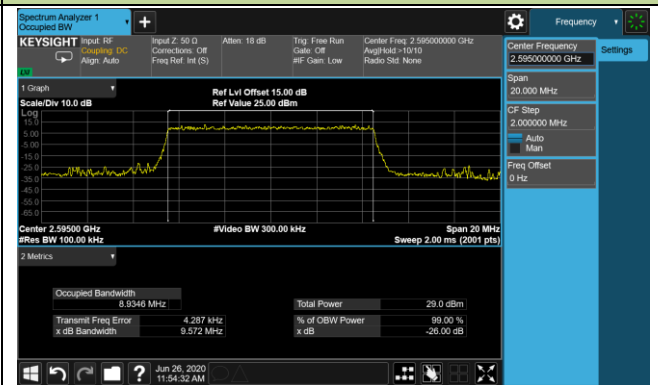 Spectrum Analyzer 1
Occupied BW
Frequency
KEYSIGHT
Input: RF
Coupling: DC
Align: Auto
Input Z: 50 Ω
Corrections: Off
Freq Ref: Int (S)
Atten: 18 dB
Trig: Free Run
Gate: Off
#IF Gain: Low
Center Freq: 2.595000000 GHz
Avg|Hold:>10/10
Radio Std: None
LM
Center Frequency
2.595000000 GHz
Settings
Span
20.000 MHz
CF Step
2.000000 MHz
Auto
Man
Freq Offset
0 Hz
1 Graph
Scale/Div 10.0 dB
Ref Lvl Offset 15.00 dB
Ref Value 25.00 dBm
Log
15.0
5.00
-5.00
-15.0
-25.0
-35.0
-45.0
-55.0
-65.0
Center 2.59500 GHz
#Res BW 100.00 kHz
#Video BW 300.00 kHz
Span 20 MHz
Sweep 2.00 ms (2001 pts)
2 Metrics
Occupied Bandwidth
8.9346 MHz
Total Power 29.0 dBm
Transmit Freq Error 4.287 kHz
% of OBW Power 99.00 %
x dB Bandwidth 9.572 MHz
x dB -26.00 dB
Jun 26, 2020
11:54:32 AM